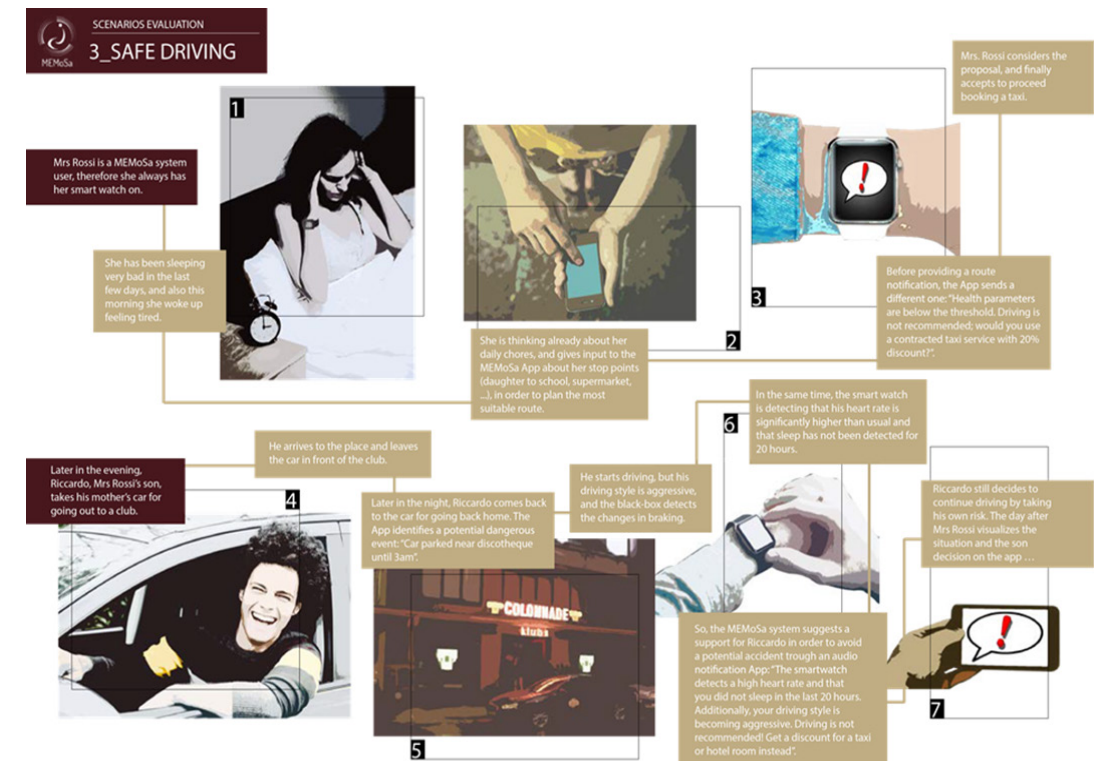 SCENARIOS EVALUATION
3_SAFE DRIVING
MEMoSa
1
Mrs Rossi is a MEMoSa system
user, therefore she always has
her smart watch on.
She has been sleeping
very bad in the last
few days, and also this
morning she woke up
feeling tired.
2
She is thinking already about her
daily chores, and gives input to the
MEMoSa App about her stop points
(daughter to school, supermarket,
...), in order to plan the most
suitable route.
3
Before providing a route
notification, the App sends a
different one: “Health parameters
are below the threshold. Driving is
not recommended; would you use
a contracted taxi service with 20%
discount?”.
Mrs. Rossi considers the
proposal, and finally
accepts to proceed
booking a taxi.
!
Later in the evening,
Riccardo, Mrs Rossi’s son,
takes his mother’s car for
going out to a club.
4
He arrives to the place and leaves
the car in front of the club.
Later in the night, Riccardo comes back
to the car for going back home. The
App identifies a potential dangerous
event: “Car parked near discotheque
until 3am”.
COLONNADE
klubs
5
He starts driving, but his
driving style is aggressive,
and the black-box detects
the changes in braking.
In the same time, the smart watch
is detecting that his heart rate is
significantly higher than usual and
that sleep has not been detected for
20 hours.
6
So, the MEMoSa system suggests a
support for Riccardo in order to avoid
a potential accident trough an audio
notification App: “The smartwatch
detects a high heart rate and that
you did not sleep in the last 20 hours.
Additionally, your driving style is
becoming aggressive. Driving is not
recommended! Get a discount for a taxi
or hotel room instead”.
Riccardo still decides to
continue driving by taking
his own risk. The day after
Mrs Rossi visualizes the
situation and the son
decision on the app ...
!
7